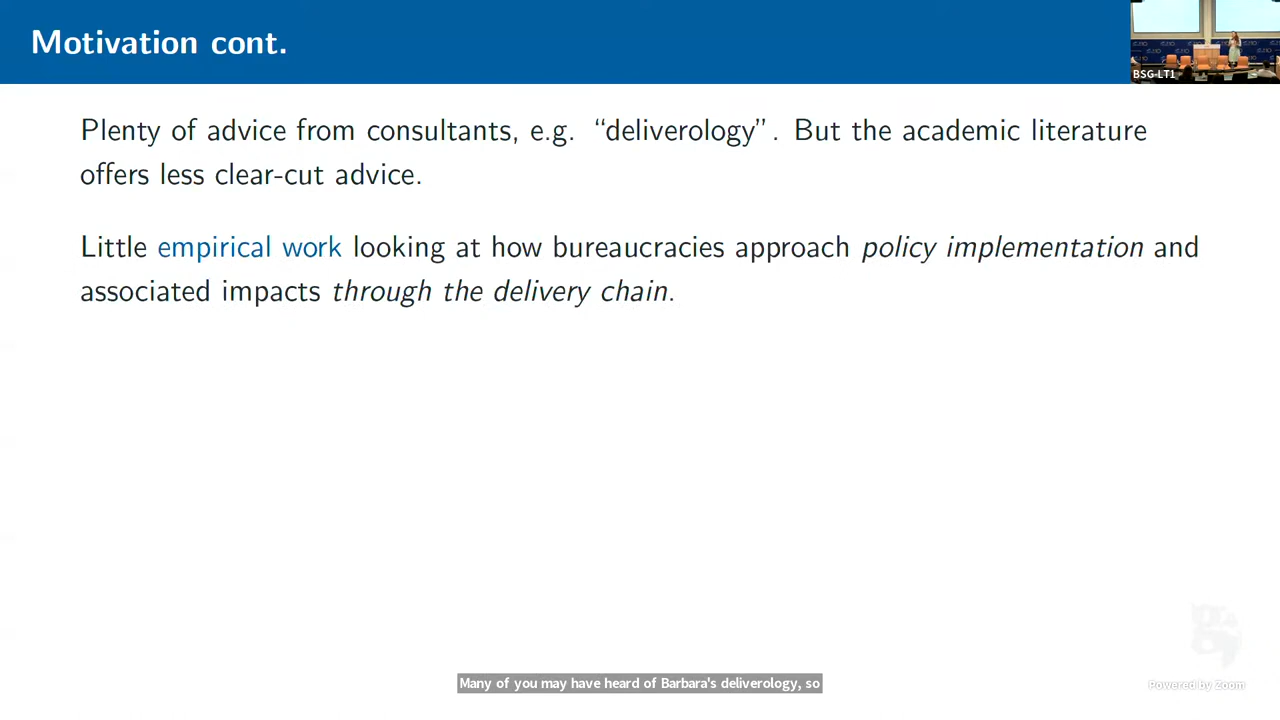 Motivation cont.
BSG-LT1
Plenty of advice from consultants, e.g. “deliverology”. But the academic literature
offers less clear-cut advice.
Little empirical work looking at how bureaucracies approach policy implementation and
associated impacts through the delivery chain.
Many of you may have heard of Barbara's deliverology, so
Powered by Zoom